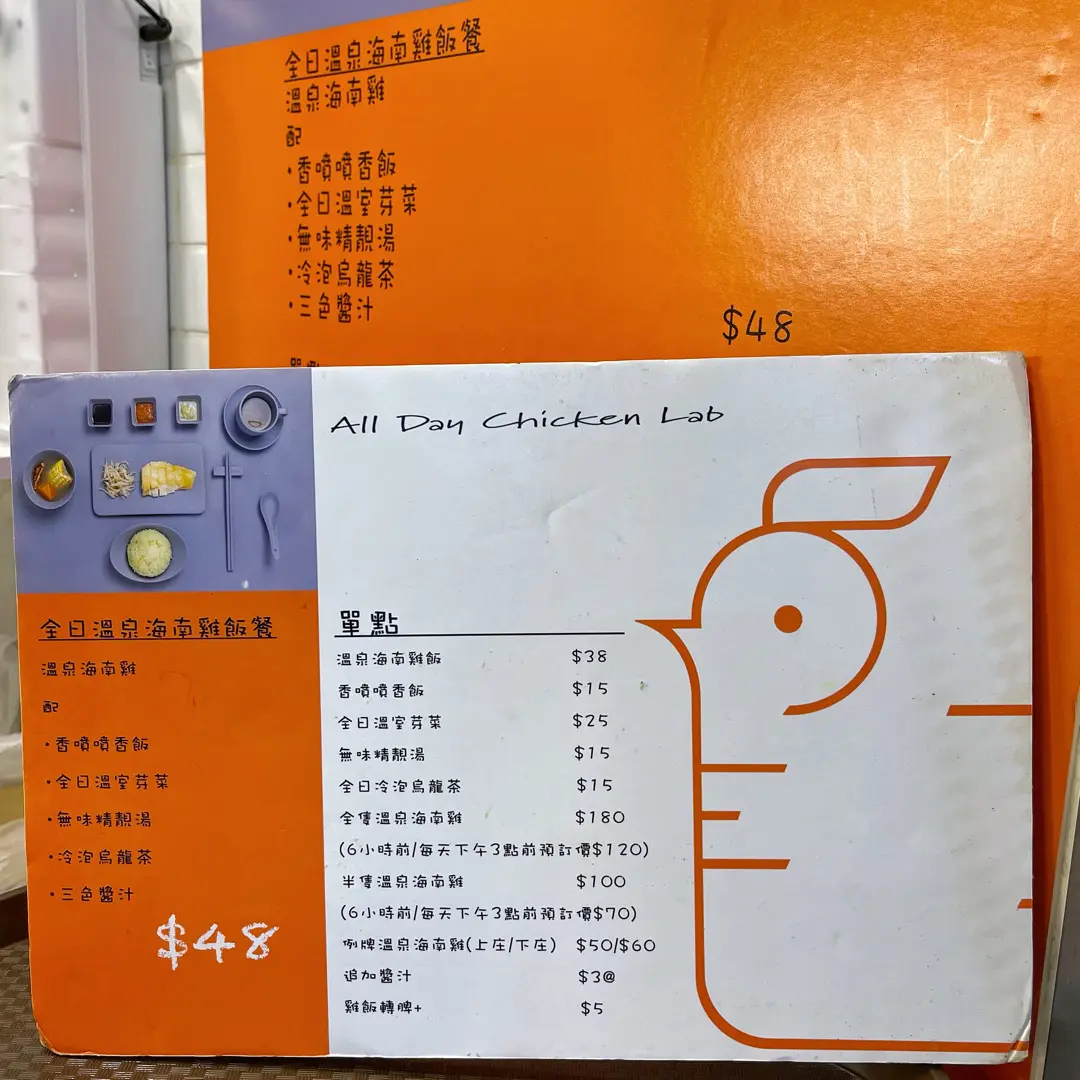 全日溫泉海南雞飯餐
溫泉海南雞
配
·香噴噴香飯
·全日溫室芽菜
·無味精靚湯
·冷泡烏龍茶
·三色醬汁
$48
單點
All Day Chicken Lab
全日溫泉海南雞飯餐
溫泉海南雞
配
·香噴噴香飯
·全日溫室芽菜
·無味精靚湯
·冷泡烏龍茶
·三色醬汁
$48
單點
溫泉海南雞飯 $38
香噴噴香飯 $15
全日溫室芽菜 $25
無味精靚湯 $15
全日冷泡烏龍茶 $15
全隻溫泉海南雞 $180
(6小時前/每天下午3點前預訂價$120)
半隻溫泉海南雞 $100
(6小時前/每天下午3點前預訂價$70)
例牌溫泉海南雞(上庄/下庄) $50/$60
追加醬汁 $3@
雞飯轉脾+ $5